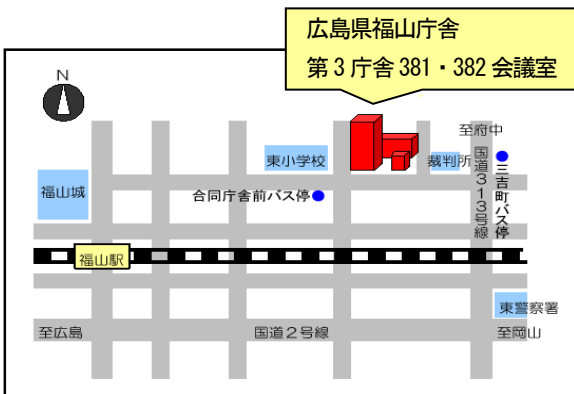 広島県福山庁舎
第3庁舎381・382会議室
N
至府中
東小学校
裁判所
国道313号線
三吉町バス停
福山城
合同庁舎前バス停
福山駅
東警察署
至広島
国道2号線
至岡山